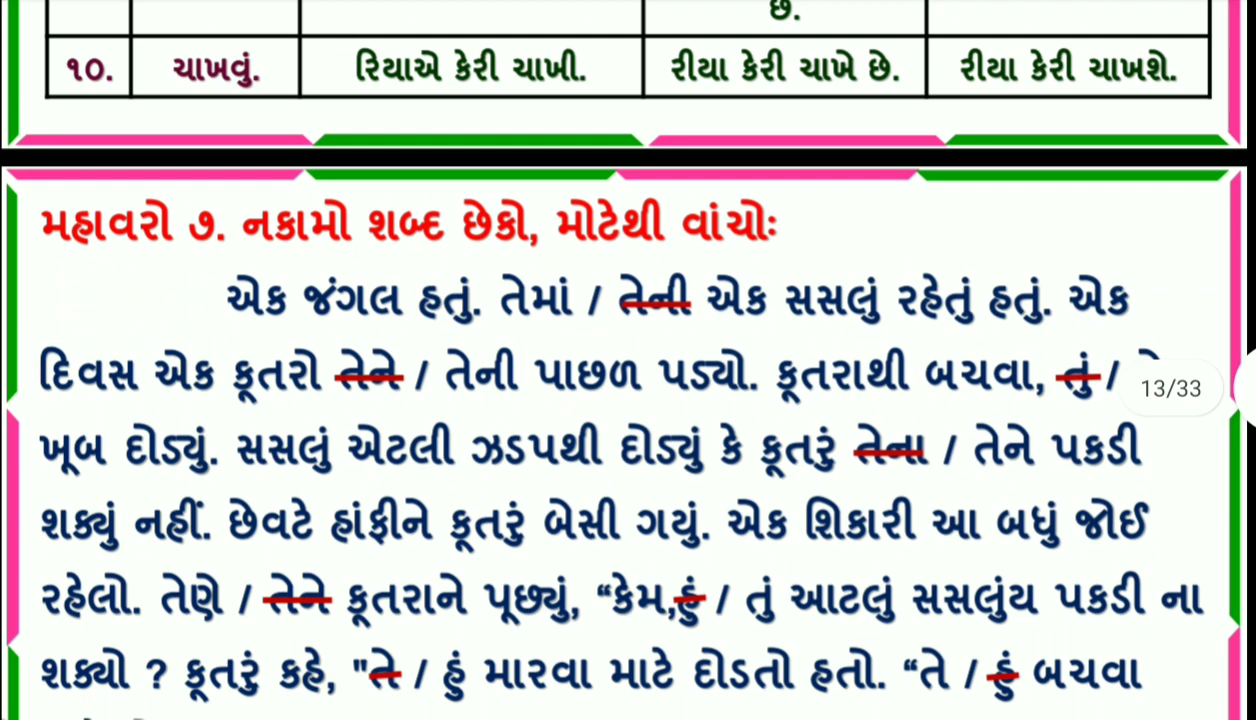 છે.
૧૦. ચાખવું. રિયાએ કેરી ચાખી. રીયા કેરી ચાખે છે. રીયા કેરી ચાખશે.
મહાવરો ૭. નકામો શબ્દ છેકો, મોટેથી વાંચોઃ
એક જંગલ હતું. તેમાં / તેની એક સસલું રહેતું હતું. એક
દિવસ એક કૂતરો તેને / તેની પાછળ પડ્યો. કૂતરાથી બચવા, તું /
13/33
ખૂબ દોડ્યું. સસલું એટલી ઝડપથી દોડ્યું કે કૂતરું તેના / તેને પકડી
શક્યું નહીં. છેવટે હાંફીને કૂતરું બેસી ગયું. એક શિકારી આ બધું જોઈ
રહેલો. તેણે / તેને કૂતરાને પૂછ્યું, “કેમ,હું / તું આટલું સસલુંય પકડી ના
શક્યો ? કૂતરું કહે, "તે / હું મારવા માટે દોડતો હતો. “તે / હું બચવા